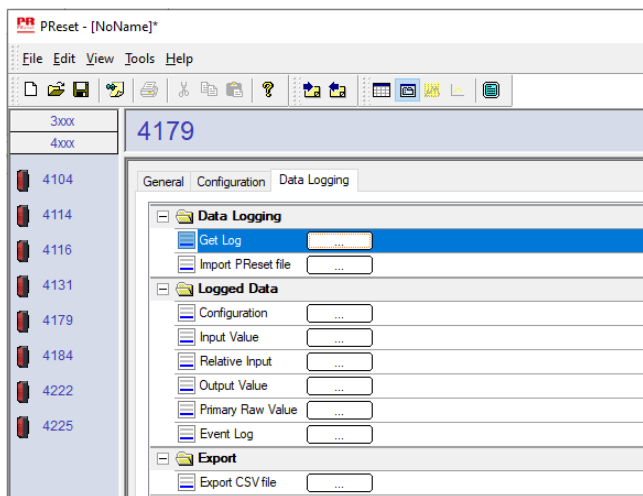 PR PReset - [NoName]*
File Edit View Tools Help
3xxx
4xxx
4179
4104
4114
4116
4131
4179
4184
4222
4225
General Configuration Data Logging
Data Logging
Get Log ...
Import PReset file ...
Logged Data
Configuration ...
Input Value ...
Relative Input ...
Output Value ...
Primary Raw Value ...
Event Log ...
Export
Export CSV file ...